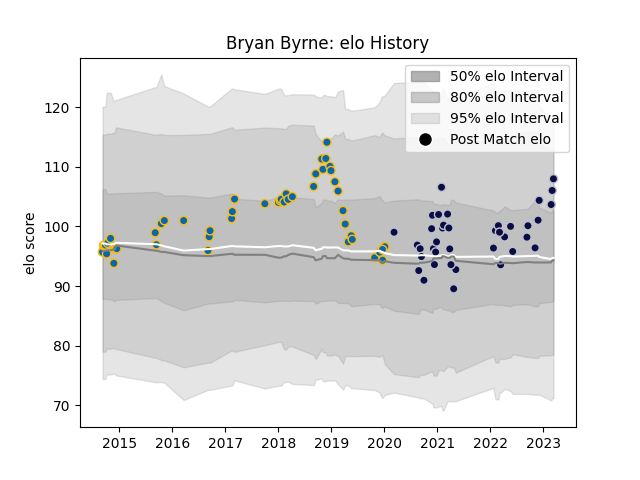 Bryan Byrne: elo History
50% elo Interval
80% elo Interval
95% elo Interval
Post Match elo
elo score
120
110
100
90
80
70
2015 2016 2017 2018 2019 2020 2021 2022 2023